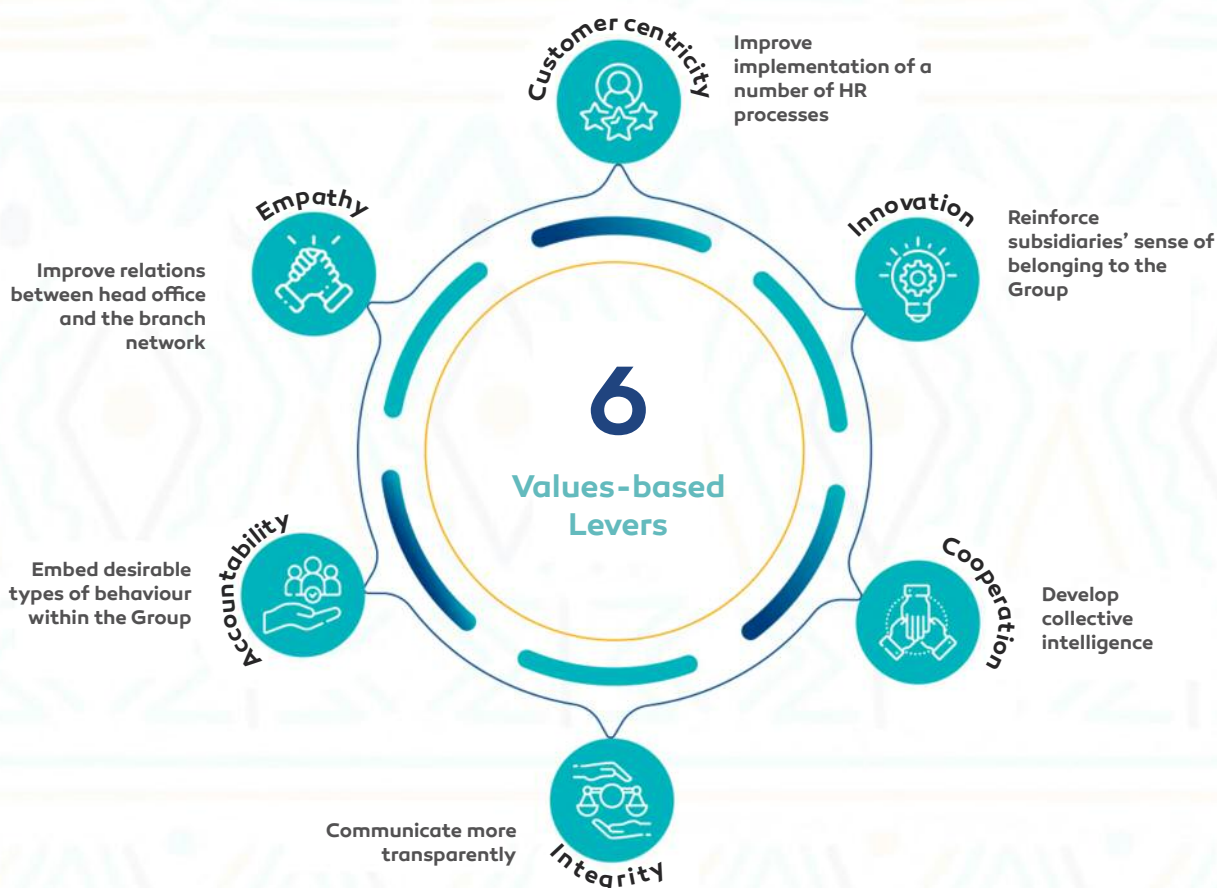 Customer centricity
Improve
implementation of a
number of HR
processes
Innovation
Reinforce
subsidiaries’ sense of
belonging to the
Group
Cooperation
Develop
collective
intelligence
Integrity
Communicate more
transparently
Accountability
Embed desirable
types of behaviour
within the Group
Empathy
Improve relations
between head office
and the branch
network
6
Values-based
Levers